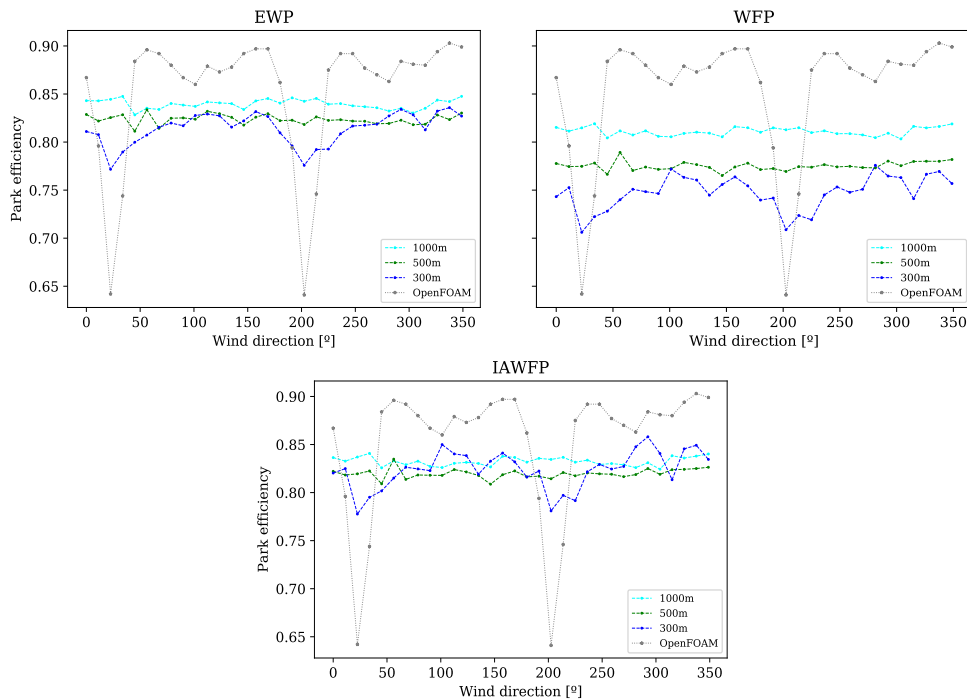 EWP
Park efficiency
0.90
0.85
0.80
0.75
0.70
0.65
1000m
500m
300m
OpenFOAM
0 50 100 150 200 250 300 350
Wind direction [º]
WFP
1000m
500m
300m
OpenFOAM
0 50 100 150 200 250 300 350
Wind direction [º]
IAWFP
Park efficiency
0.90
0.85
0.80
0.75
0.70
0.65
1000m
500m
300m
OpenFOAM
0 50 100 150 200 250 300 350
Wind direction [º]